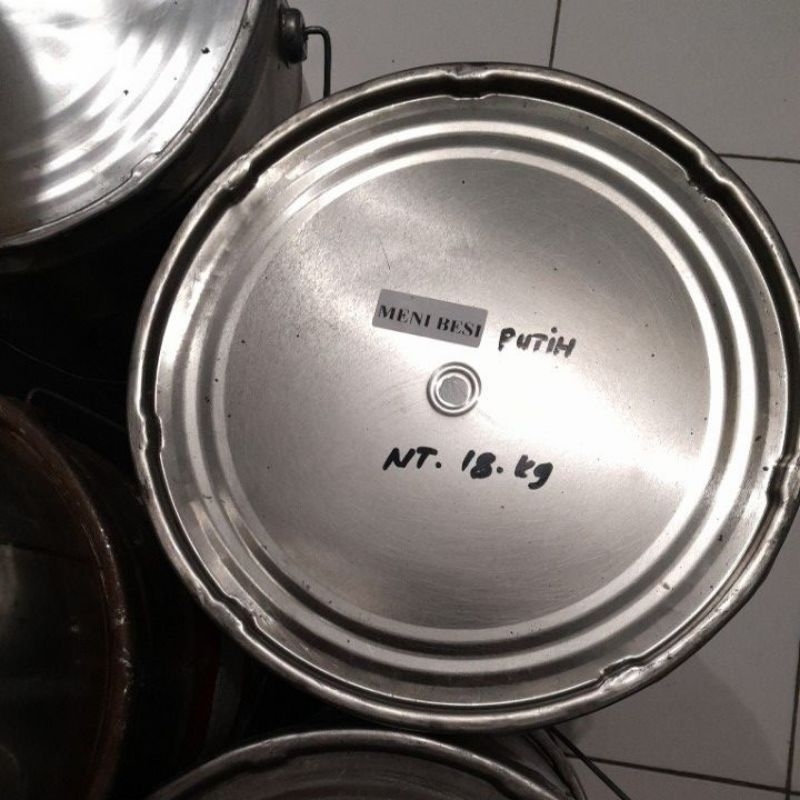 MENI BESI PUTIH
NT. 18. kg